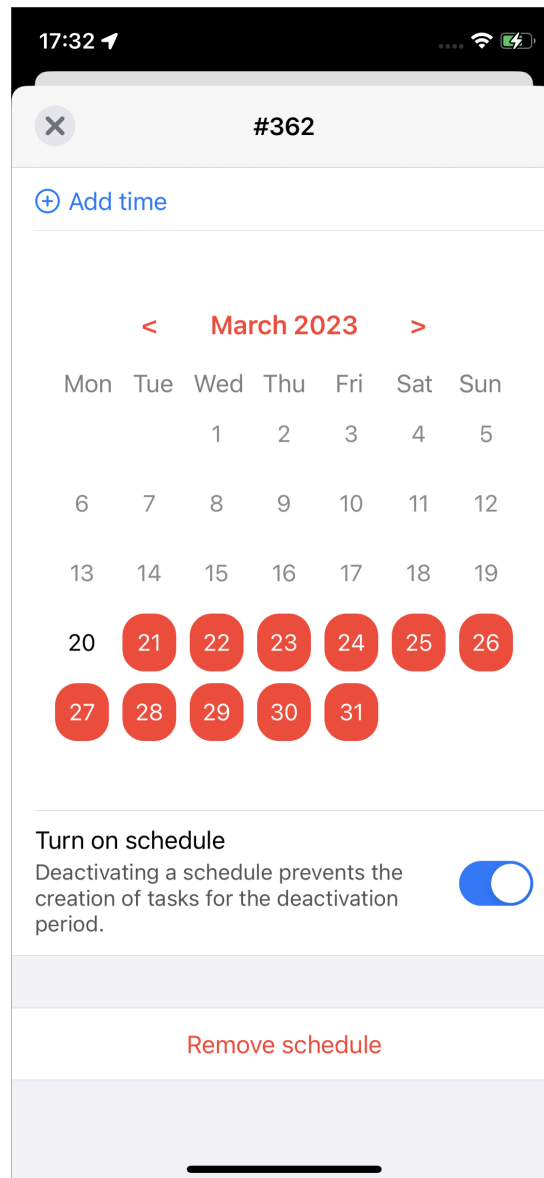 17:32
#362
Add time
< March 2023 >
Mon Tue Wed Thu Fri Sat Sun
1 2 3 4 5
6 7 8 9 10 11 12
13 14 15 16 17 18 19
20 21 22 23 24 25 26
27 28 29 30 31
Turn on schedule
Deactivating a schedule prevents the
creation of tasks for the deactivation
period.
Remove schedule